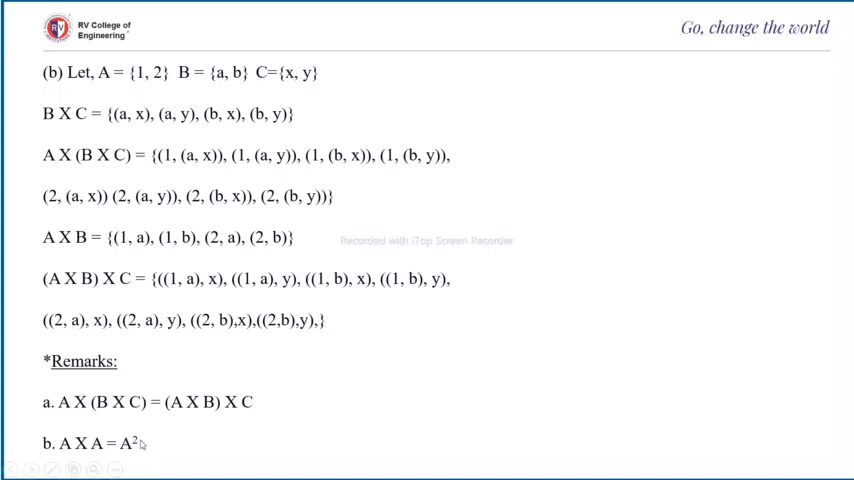 RV College of
Engineering
Go, change the world
(b) Let, A = {1, 2} B = {a, b} C={x, y}
B X C = {(a, x), (a, y), (b, x), (b, y)}
A X (B X C) = {(1, (a, x)), (1, (a, y)), (1, (b, x)), (1, (b, y)),
(2, (a, x)) (2, (a, y)), (2, (b, x)), (2, (b, y))}
A X B = {(1, a), (1, b), (2, a), (2, b)}
Recorded with iTop Screen Recorder
(A X B) X C = {((1, a), x), ((1, a), y), ((1, b), x), ((1, b), y),
((2, a), x), ((2, a), y), ((2, b),x),((2,b),y),}
*Remarks:
a. A X (B X C) = (A X B) X C
b. A X A = A²